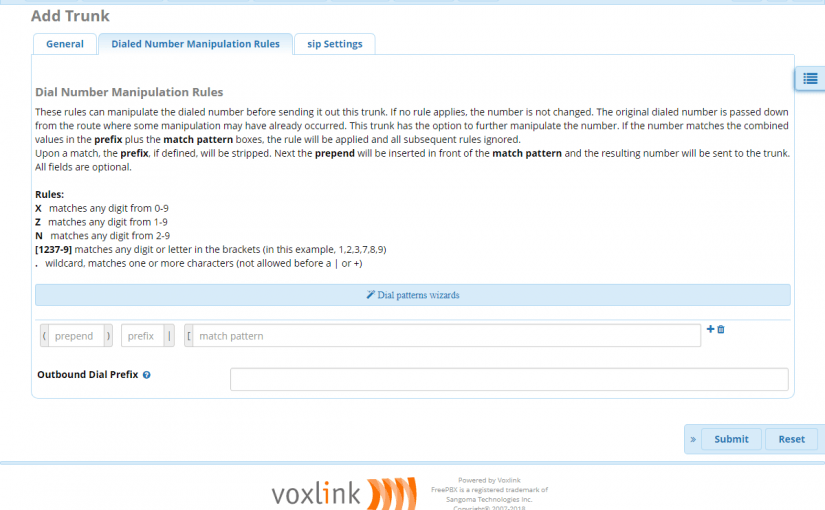 Add Trunk
General
Dialed Number Manipulation Rules
sip Settings
Dial Number Manipulation Rules
These rules can manipulate the dialed number before sending it out this trunk. If no rule applies, the number is not changed. The original dialed number is passed down
from the route where some manipulation may have already occurred. This trunk has the option to further manipulate the number. If the number matches the combined
values in the prefix plus the match pattern boxes, the rule will be applied and all subsequent rules ignored.
Upon a match, the prefix, if defined, will be stripped. Next the prepend will be inserted in front of the match pattern and the resulting number will be sent to the trunk.
All fields are optional.
Rules:
X matches any digit from 0-9
Z matches any digit from 1-9
N matches any digit from 2-9
[1237-9] matches any digit or letter in the brackets (in this example, 1,2,3,7,8,9)
. wildcard, matches one or more characters (not allowed before a | or +)
Dial patterns wizards
( prepend ) prefix | [ match pattern
Outbound Dial Prefix
» Submit Reset
voxlink
Powered by Voxlink
FreePBX is a registered trademark of
Sangoma Technologies Inc.
Copyright© 2007-2018